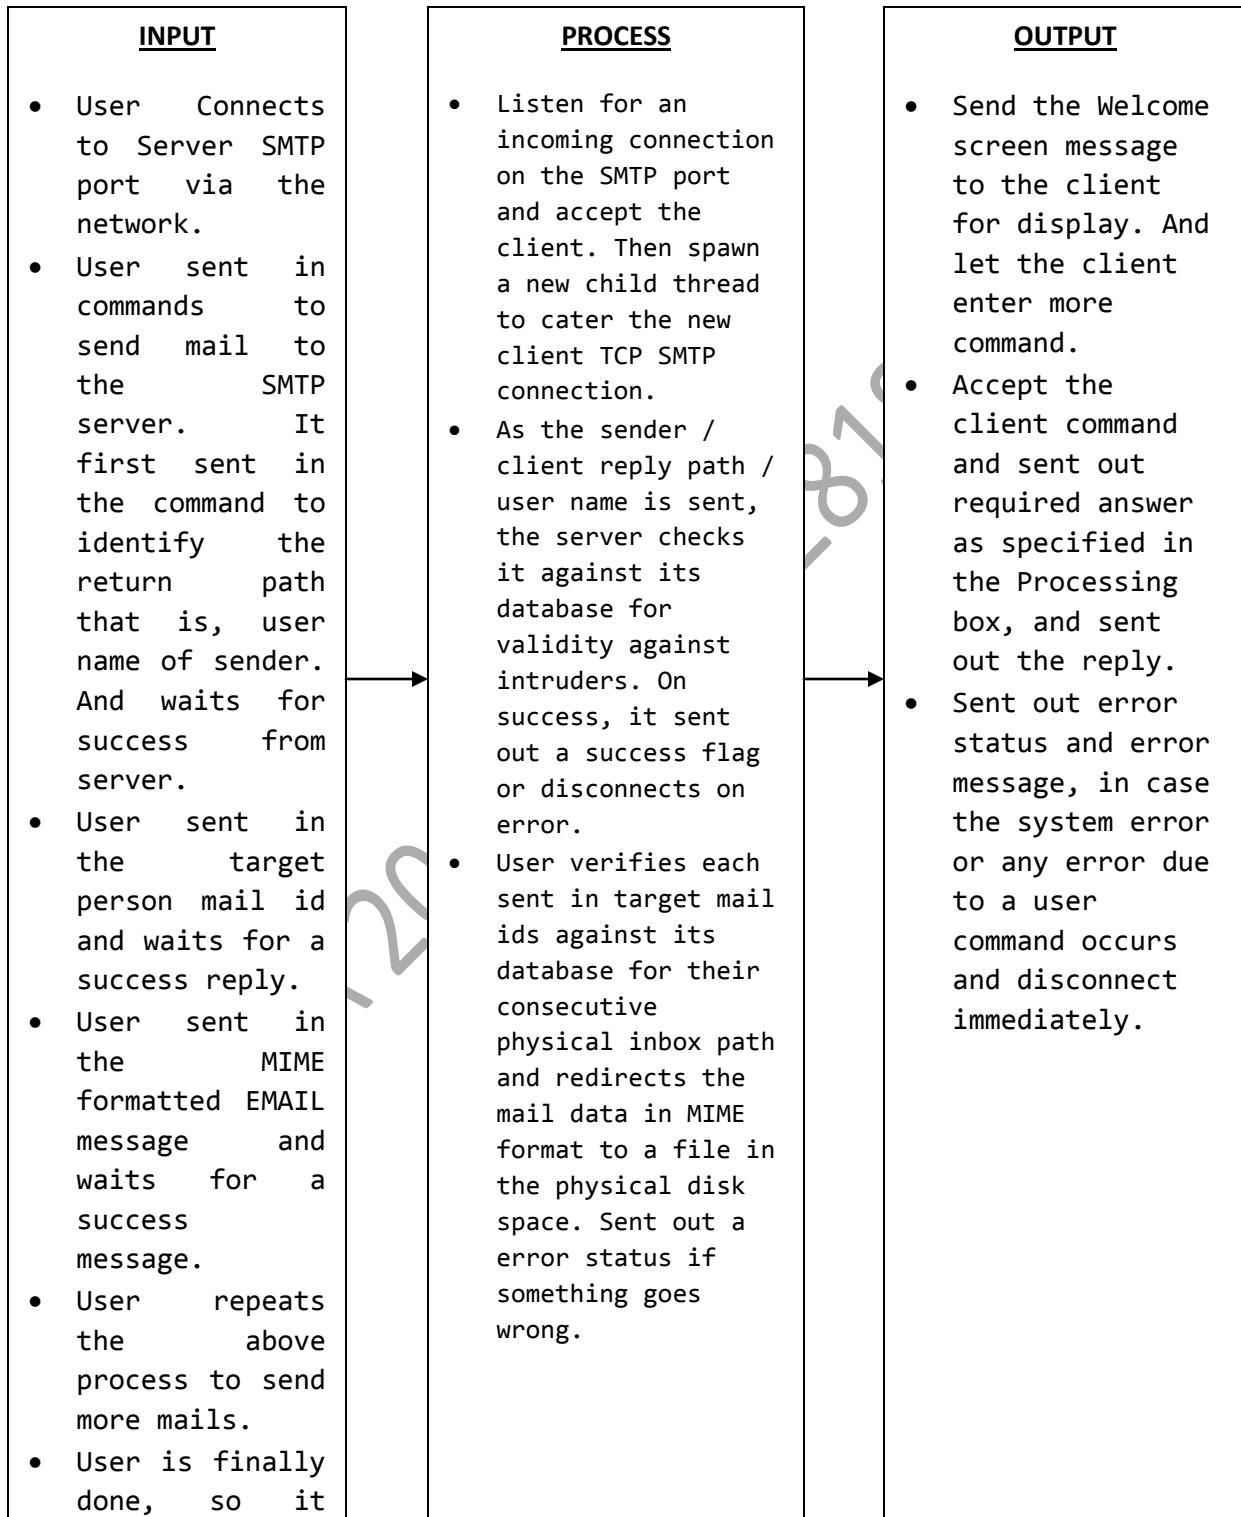 INPUT
• User Connects
to Server SMTP
port via the
network.
• User sent in
commands to
send mail to
the SMTP
server. It
first sent in
the command to
identify the
return path
that is, user
name of sender.
And waits for
success from
server.
• User sent in
the target
person mail id
and waits for a
success reply.
• User sent in
the MIME
formatted EMAIL
message and
waits for a
success
message.
• User repeats
the above
process to send
more mails.
• User is finally
done, so it
PROCESS
• Listen for an
incoming connection
on the SMTP port
and accept the
client. Then spawn
a new child thread
to cater the new
client TCP SMTP
connection.
• As the sender /
client reply path /
user name is sent,
the server checks
it against its
database for
validity against
intruders. On
success, it sent
out a success flag
or disconnects on
error.
• User verifies each
sent in target mail
ids against its
database for their
consecutive
physical inbox path
and redirects the
mail data in MIME
format to a file in
the physical disk
space. Sent out a
error status if
something goes
wrong.
OUTPUT
• Send the Welcome
screen message
to the client
for display. And
let the client
enter more
command.
• Accept the
client command
and sent out
required answer
as specified in
the Processing
box, and sent
out the reply.
• Sent out error
status and error
message, in case
the system error
or any error due
to a user
command occurs
and disconnect
immediately.